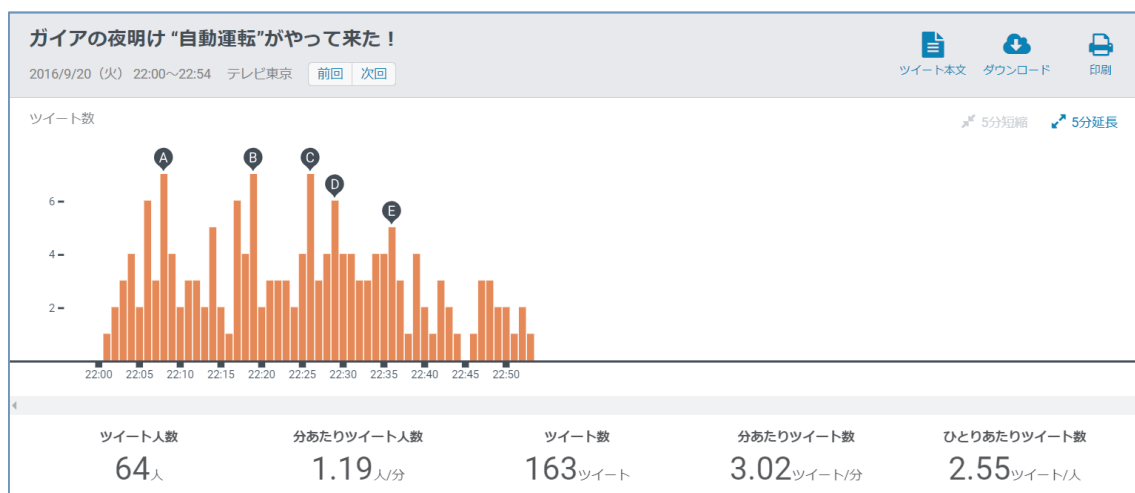 ガイアの夜明け “自動運転”がやって来た！
2016/9/20（火） 22:00～22:54 テレビ東京 前回 次回
ツイート本文 ダウンロード 印刷
ツイート数
5分短縮 5分延長
A B C D E
6
4
2
22:00 22:05 22:10 22:15 22:20 22:25 22:30 22:35 22:40 22:45 22:50
ツイート人数 分あたりツイート人数 ツイート数 分あたりツイート数 ひとりあたりツイート数
64人 1.19人/分 163ツイート 3.02ツイート/分 2.55ツイート/人